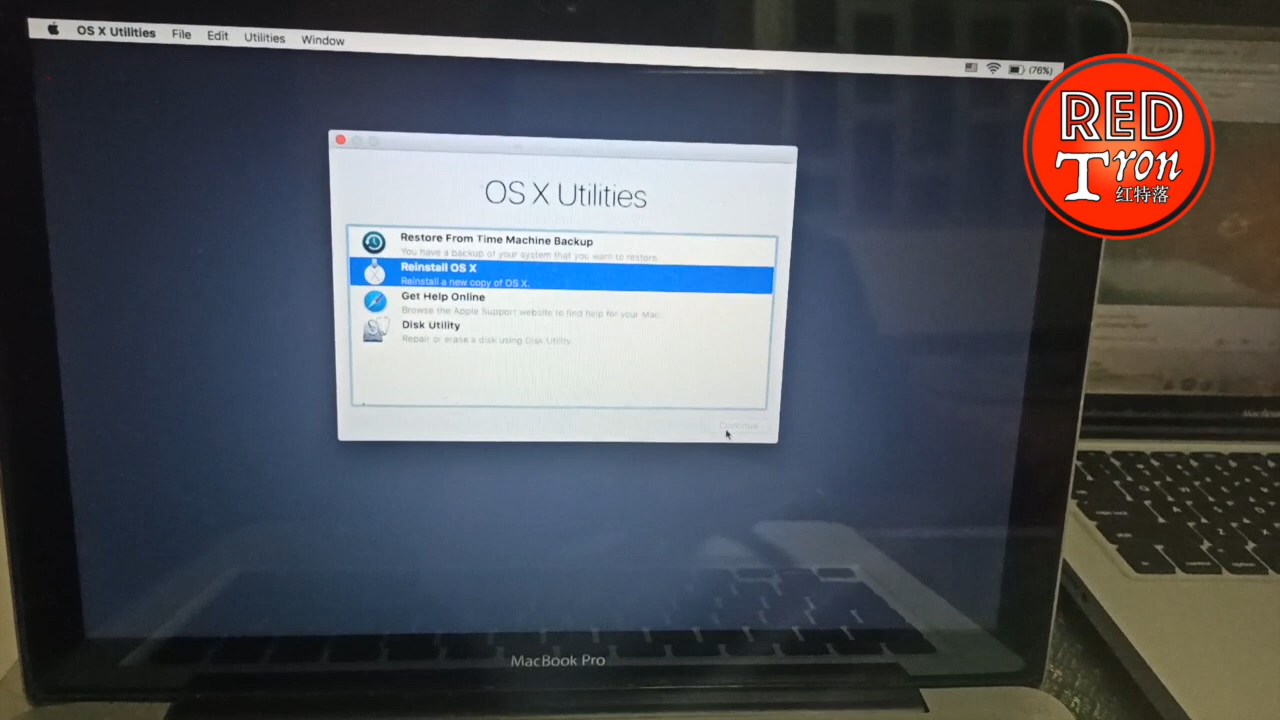 OS X Utilities File Edit Utilities Window
(76%)
RED
Tron
红特落
OS X Utilities
Restore From Time Machine Backup
You have a backup of your system that you want to restore.
Reinstall OS X
Reinstall a new copy of OS X.
Get Help Online
Browse the Apple Support website to find help for your Mac.
Disk Utility
Repair or erase a disk using Disk Utility.
Continue
MacBook Pro
control
option